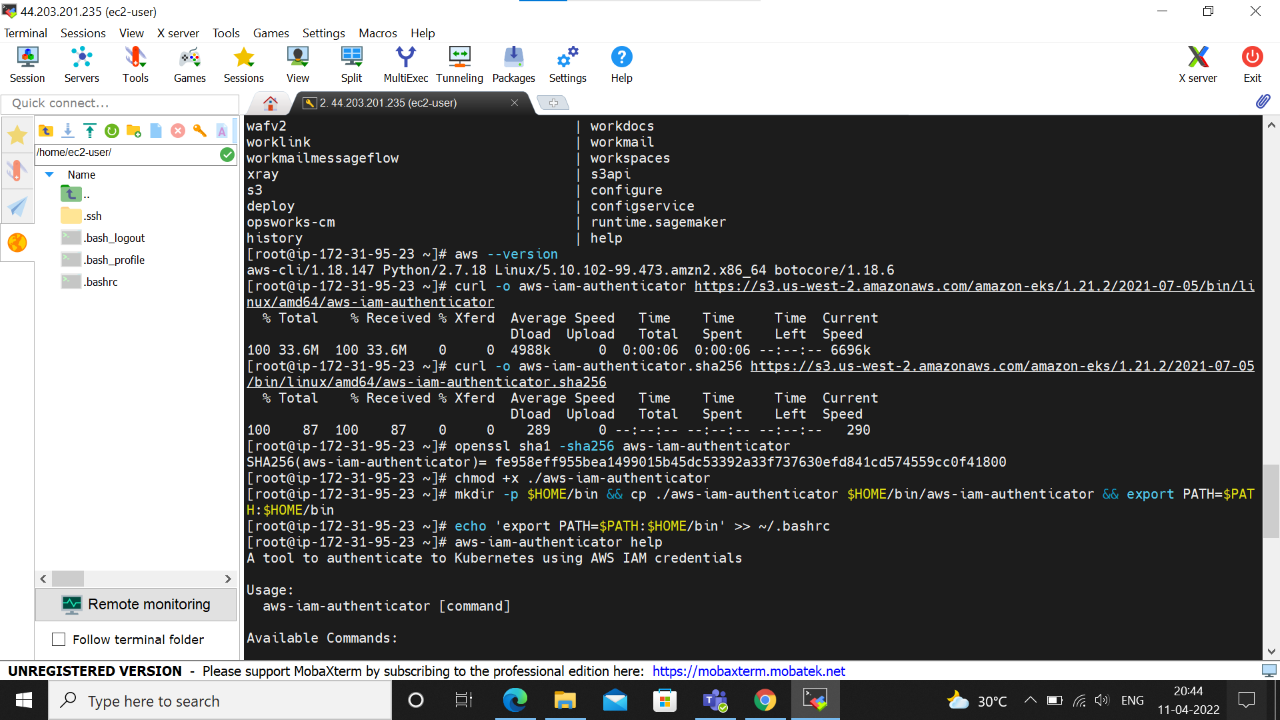 44.203.201.235 (ec2-user)
Terminal Sessions View X server Tools Games Settings Macros Help
Session Servers Tools Games Sessions View Split MultiExec Tunneling Packages Settings Help X server Exit
Quick connect...
2. 44.203.201.235 (ec2-user)
/home/ec2-user/
Name
..
.ssh
.bash_logout
.bash_profile
.bashrc
Remote monitoring
Follow terminal folder
wafv2 | workdocs
worklink | workmail
workmailmessageflow | workspaces
xray | s3api
s3 | configure
deploy | configservice
opsworks-cm | runtime.sagemaker
history | help
[root@ip-172-31-95-23 ~]# aws --version
aws-cli/1.18.147 Python/2.7.18 Linux/5.10.102-99.473.amzn2.x86_64 botocore/1.18.6
[root@ip-172-31-95-23 ~]# curl -o aws-iam-authenticator https://s3.us-west-2.amazonaws.com/amazon-eks/1.21.2/2021-07-05/bin/li
nux/amd64/aws-iam-authenticator
% Total % Received % Xferd Average Speed Time Time Time Current
Dload Upload Total Spent Left Speed
100 33.6M 100 33.6M 0 0 4988k 0 0:00:06 0:00:06 --:--:-- 6696k
[root@ip-172-31-95-23 ~]# curl -o aws-iam-authenticator.sha256 https://s3.us-west-2.amazonaws.com/amazon-eks/1.21.2/2021-07-05
/bin/linux/amd64/aws-iam-authenticator.sha256
% Total % Received % Xferd Average Speed Time Time Time Current
Dload Upload Total Spent Left Speed
100 87 100 87 0 0 289 0 --:--:-- --:--:-- --:--:-- 290
[root@ip-172-31-95-23 ~]# openssl sha1 -sha256 aws-iam-authenticator
SHA256(aws-iam-authenticator)= fe958eff955bea1499015b45dc53392a33f737630efd841cd574559cc0f41800
[root@ip-172-31-95-23 ~]# chmod +x ./aws-iam-authenticator
[root@ip-172-31-95-23 ~]# mkdir -p $HOME/bin && cp ./aws-iam-authenticator $HOME/bin/aws-iam-authenticator && export PATH=$PAT
H:$HOME/bin
[root@ip-172-31-95-23 ~]# echo 'export PATH=$PATH:$HOME/bin' >> ~/.bashrc
[root@ip-172-31-95-23 ~]# aws-iam-authenticator help
A tool to authenticate to Kubernetes using AWS IAM credentials
Usage:
aws-iam-authenticator [command]
Available Commands:
UNREGISTERED VERSION - Please support MobaXterm by subscribing to the professional edition here: https://mobaxterm.mobatek.net
Type here to search
30°C
ENG
20:44
11-04-2022